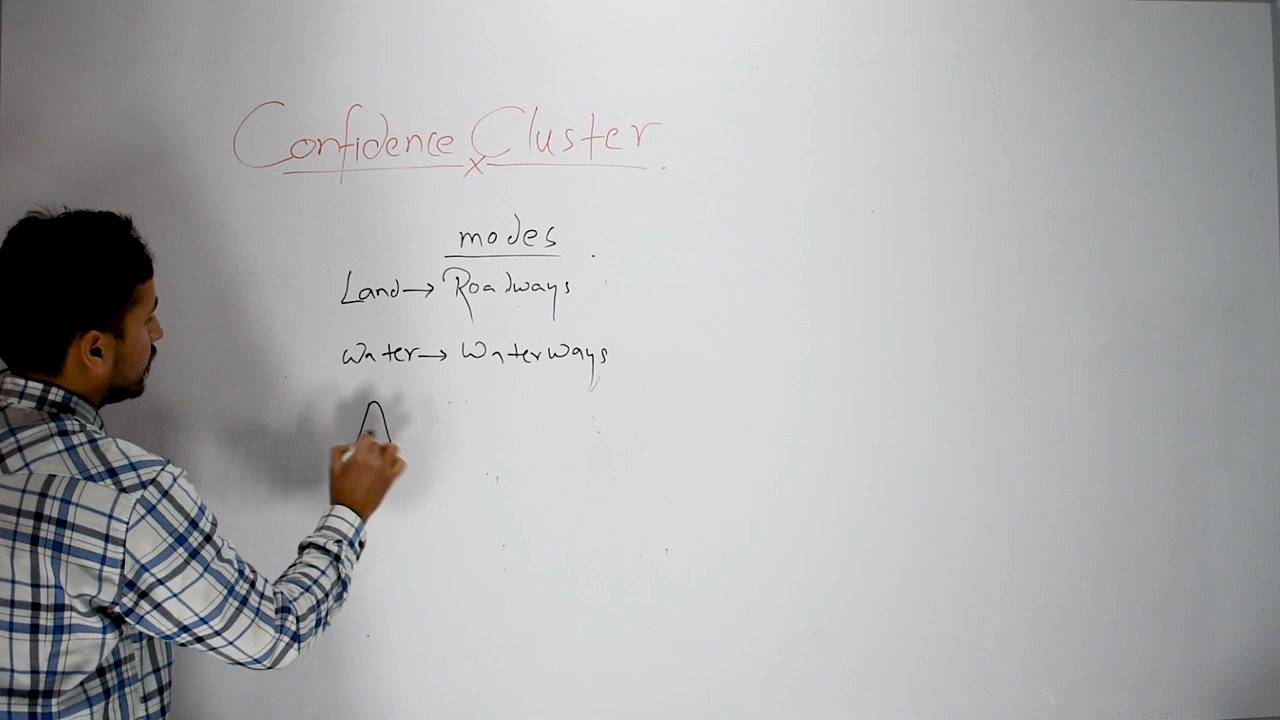 Confidence Cluster
modes
Land → Roadways
Water → Waterways
A